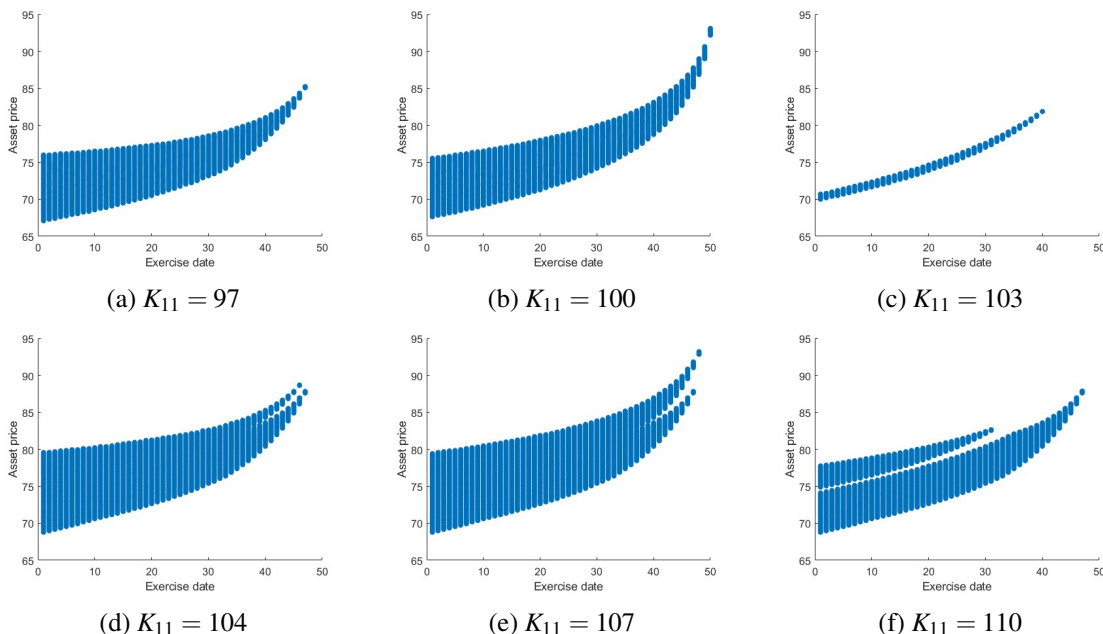 95
90
85
80
75
70
65
Asset price
0 10 20 30 40 50
Exercise date
(a) K₁₁ = 97
95
90
85
80
75
70
65
Asset price
0 10 20 30 40 50
Exercise date
(b) K₁₁ = 100
95
90
85
80
75
70
65
Asset price
0 10 20 30 40 50
Exercise date
(c) K₁₁ = 103
95
90
85
80
75
70
65
Asset price
0 10 20 30 40 50
Exercise date
(d) K₁₁ = 104
95
90
85
80
75
70
65
Asset price
0 10 20 30 40 50
Exercise date
(e) K₁₁ = 107
95
90
85
80
75
70
65
Asset price
0 10 20 30 40 50
Exercise date
(f) K₁₁ = 110